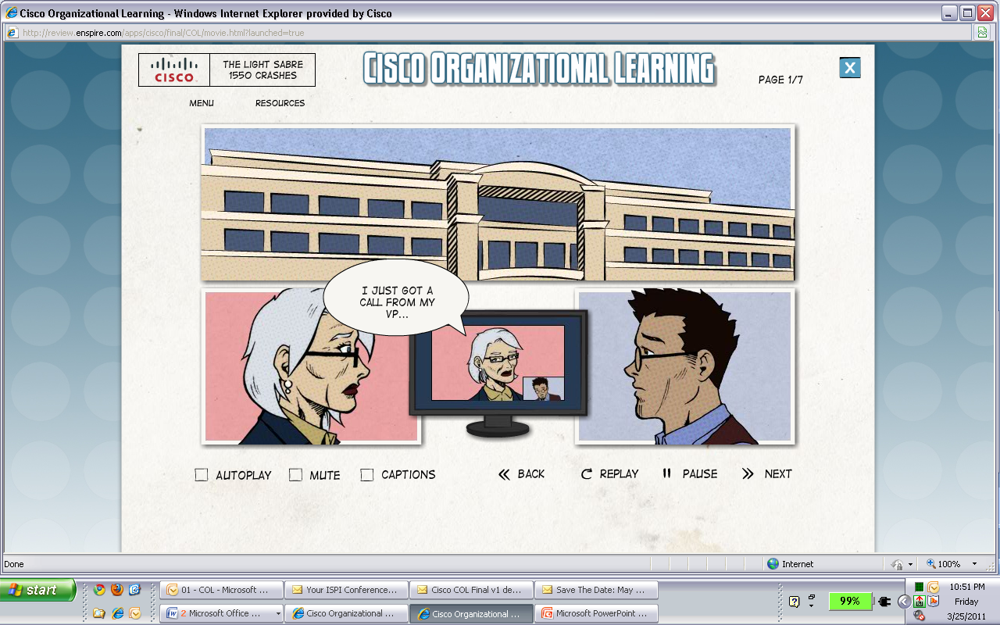 Cisco Organizational Learning - Windows Internet Explorer provided by Cisco
http://review.enspire.com/apps/cisco/final/COL/movie.html?launched=true
CISCO
THE LIGHT SABRE
1550 CRASHES
CISCO ORGANIZATIONAL LEARNING
PAGE 1/7
X
MENU RESOURCES
I JUST GOT A
CALL FROM MY
VP...
AUTOPLAY MUTE CAPTIONS BACK REPLAY PAUSE NEXT
Done Internet 100%
start
01 - COL - Microsoft ... Your ISPI Conference... Cisco COL Final v1 de... Save The Date: May ...
2 Microsoft Office ... Cisco Organizational ... Cisco Organizational ... Microsoft PowerPoint ...
99%
10:51 PM
Friday
3/25/2011